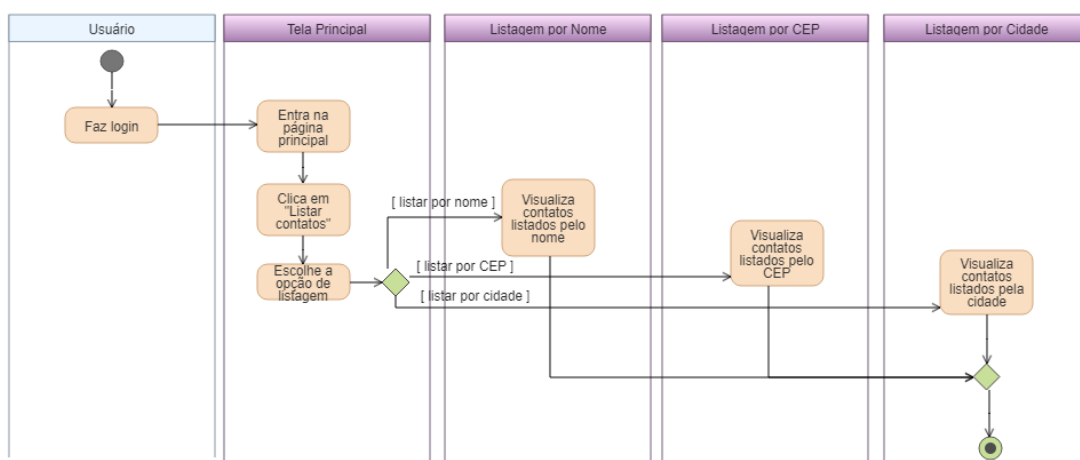 Usuário
Tela Principal
Listagem por Nome
Listagem por CEP
Listagem por Cidade
Faz login
Entra na
página
principal
Clica em
"Listar
contatos"
Escolhe a
opção de
listagem
[ listar por nome ]
[ listar por CEP ]
[ listar por cidade ]
Visualiza
contatos
listados pelo
nome
Visualiza
contatos
listados pelo
CEP
Visualiza
contatos
listados pela
cidade